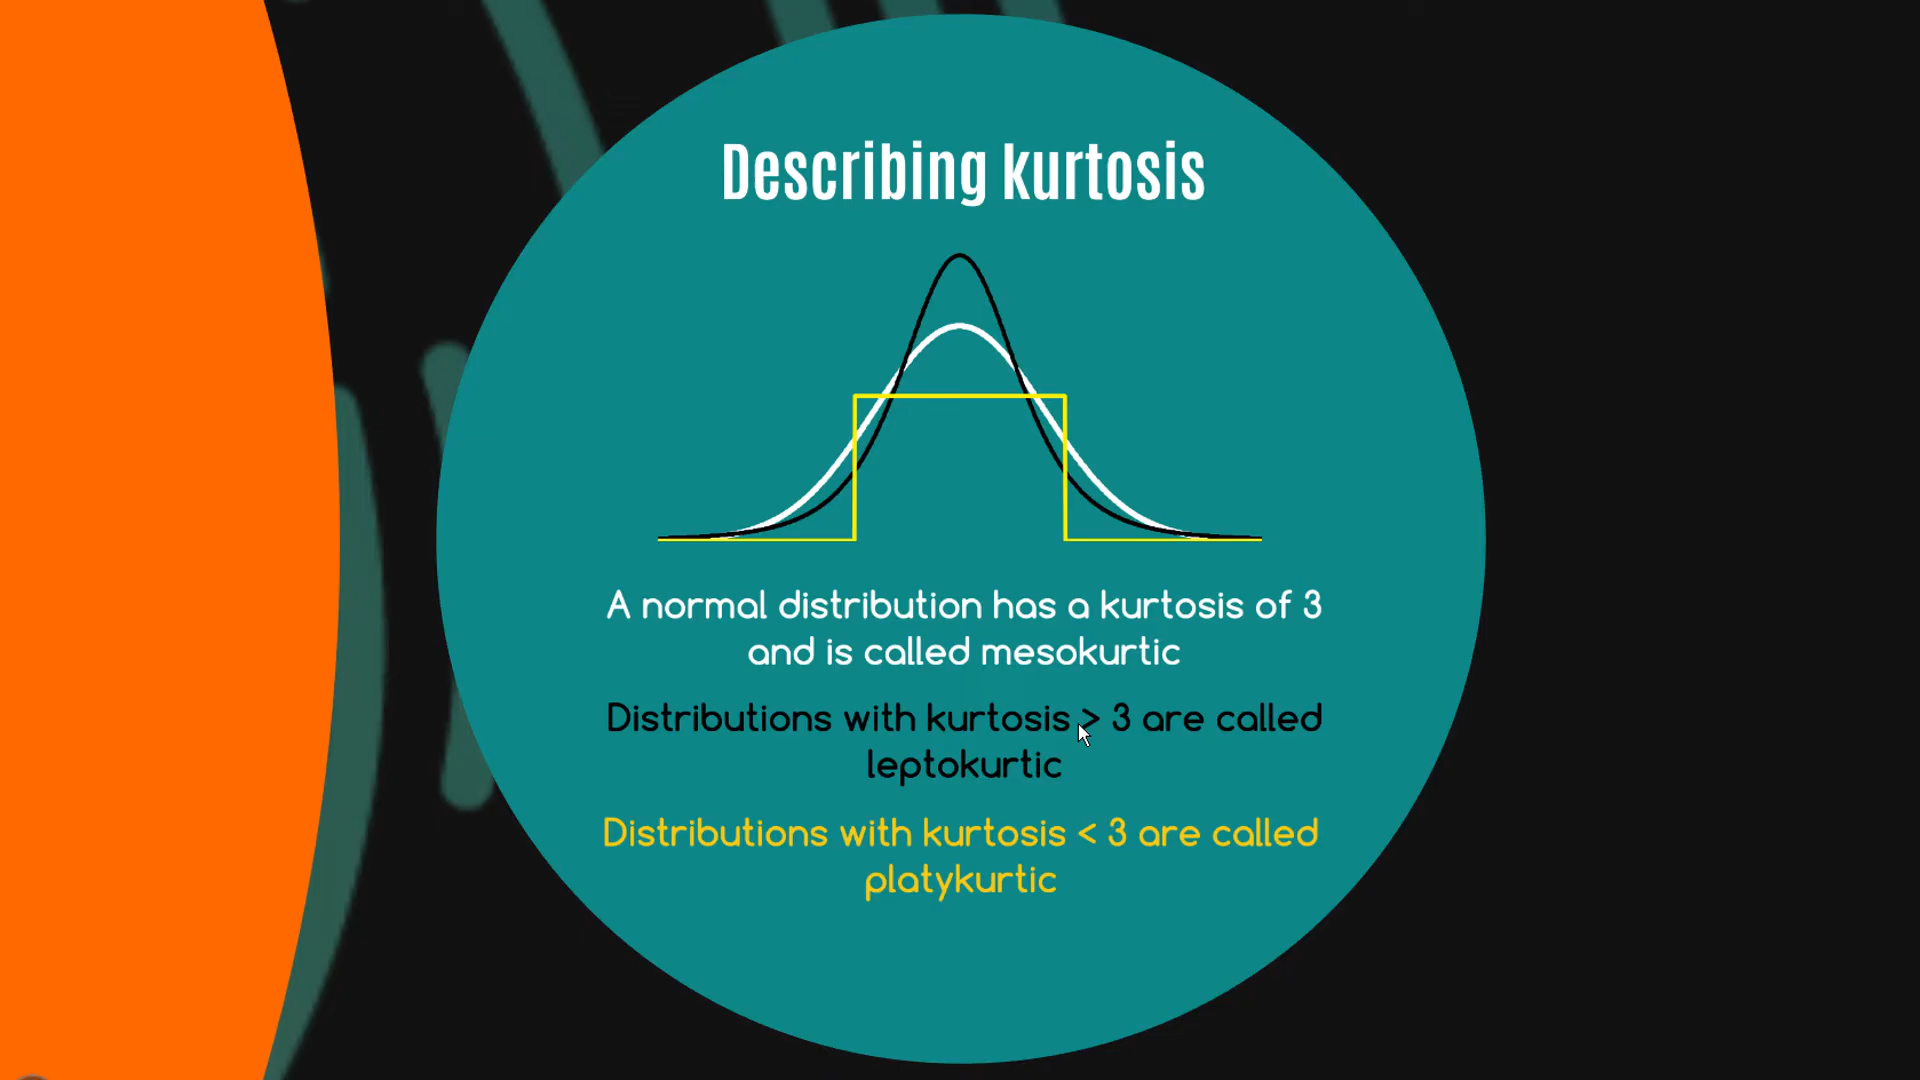 Describing kurtosis
A normal distribution has a kurtosis of 3
and is called mesokurtic
Distributions with kurtosis > 3 are called
leptokurtic
Distributions with kurtosis < 3 are called
platykurtic